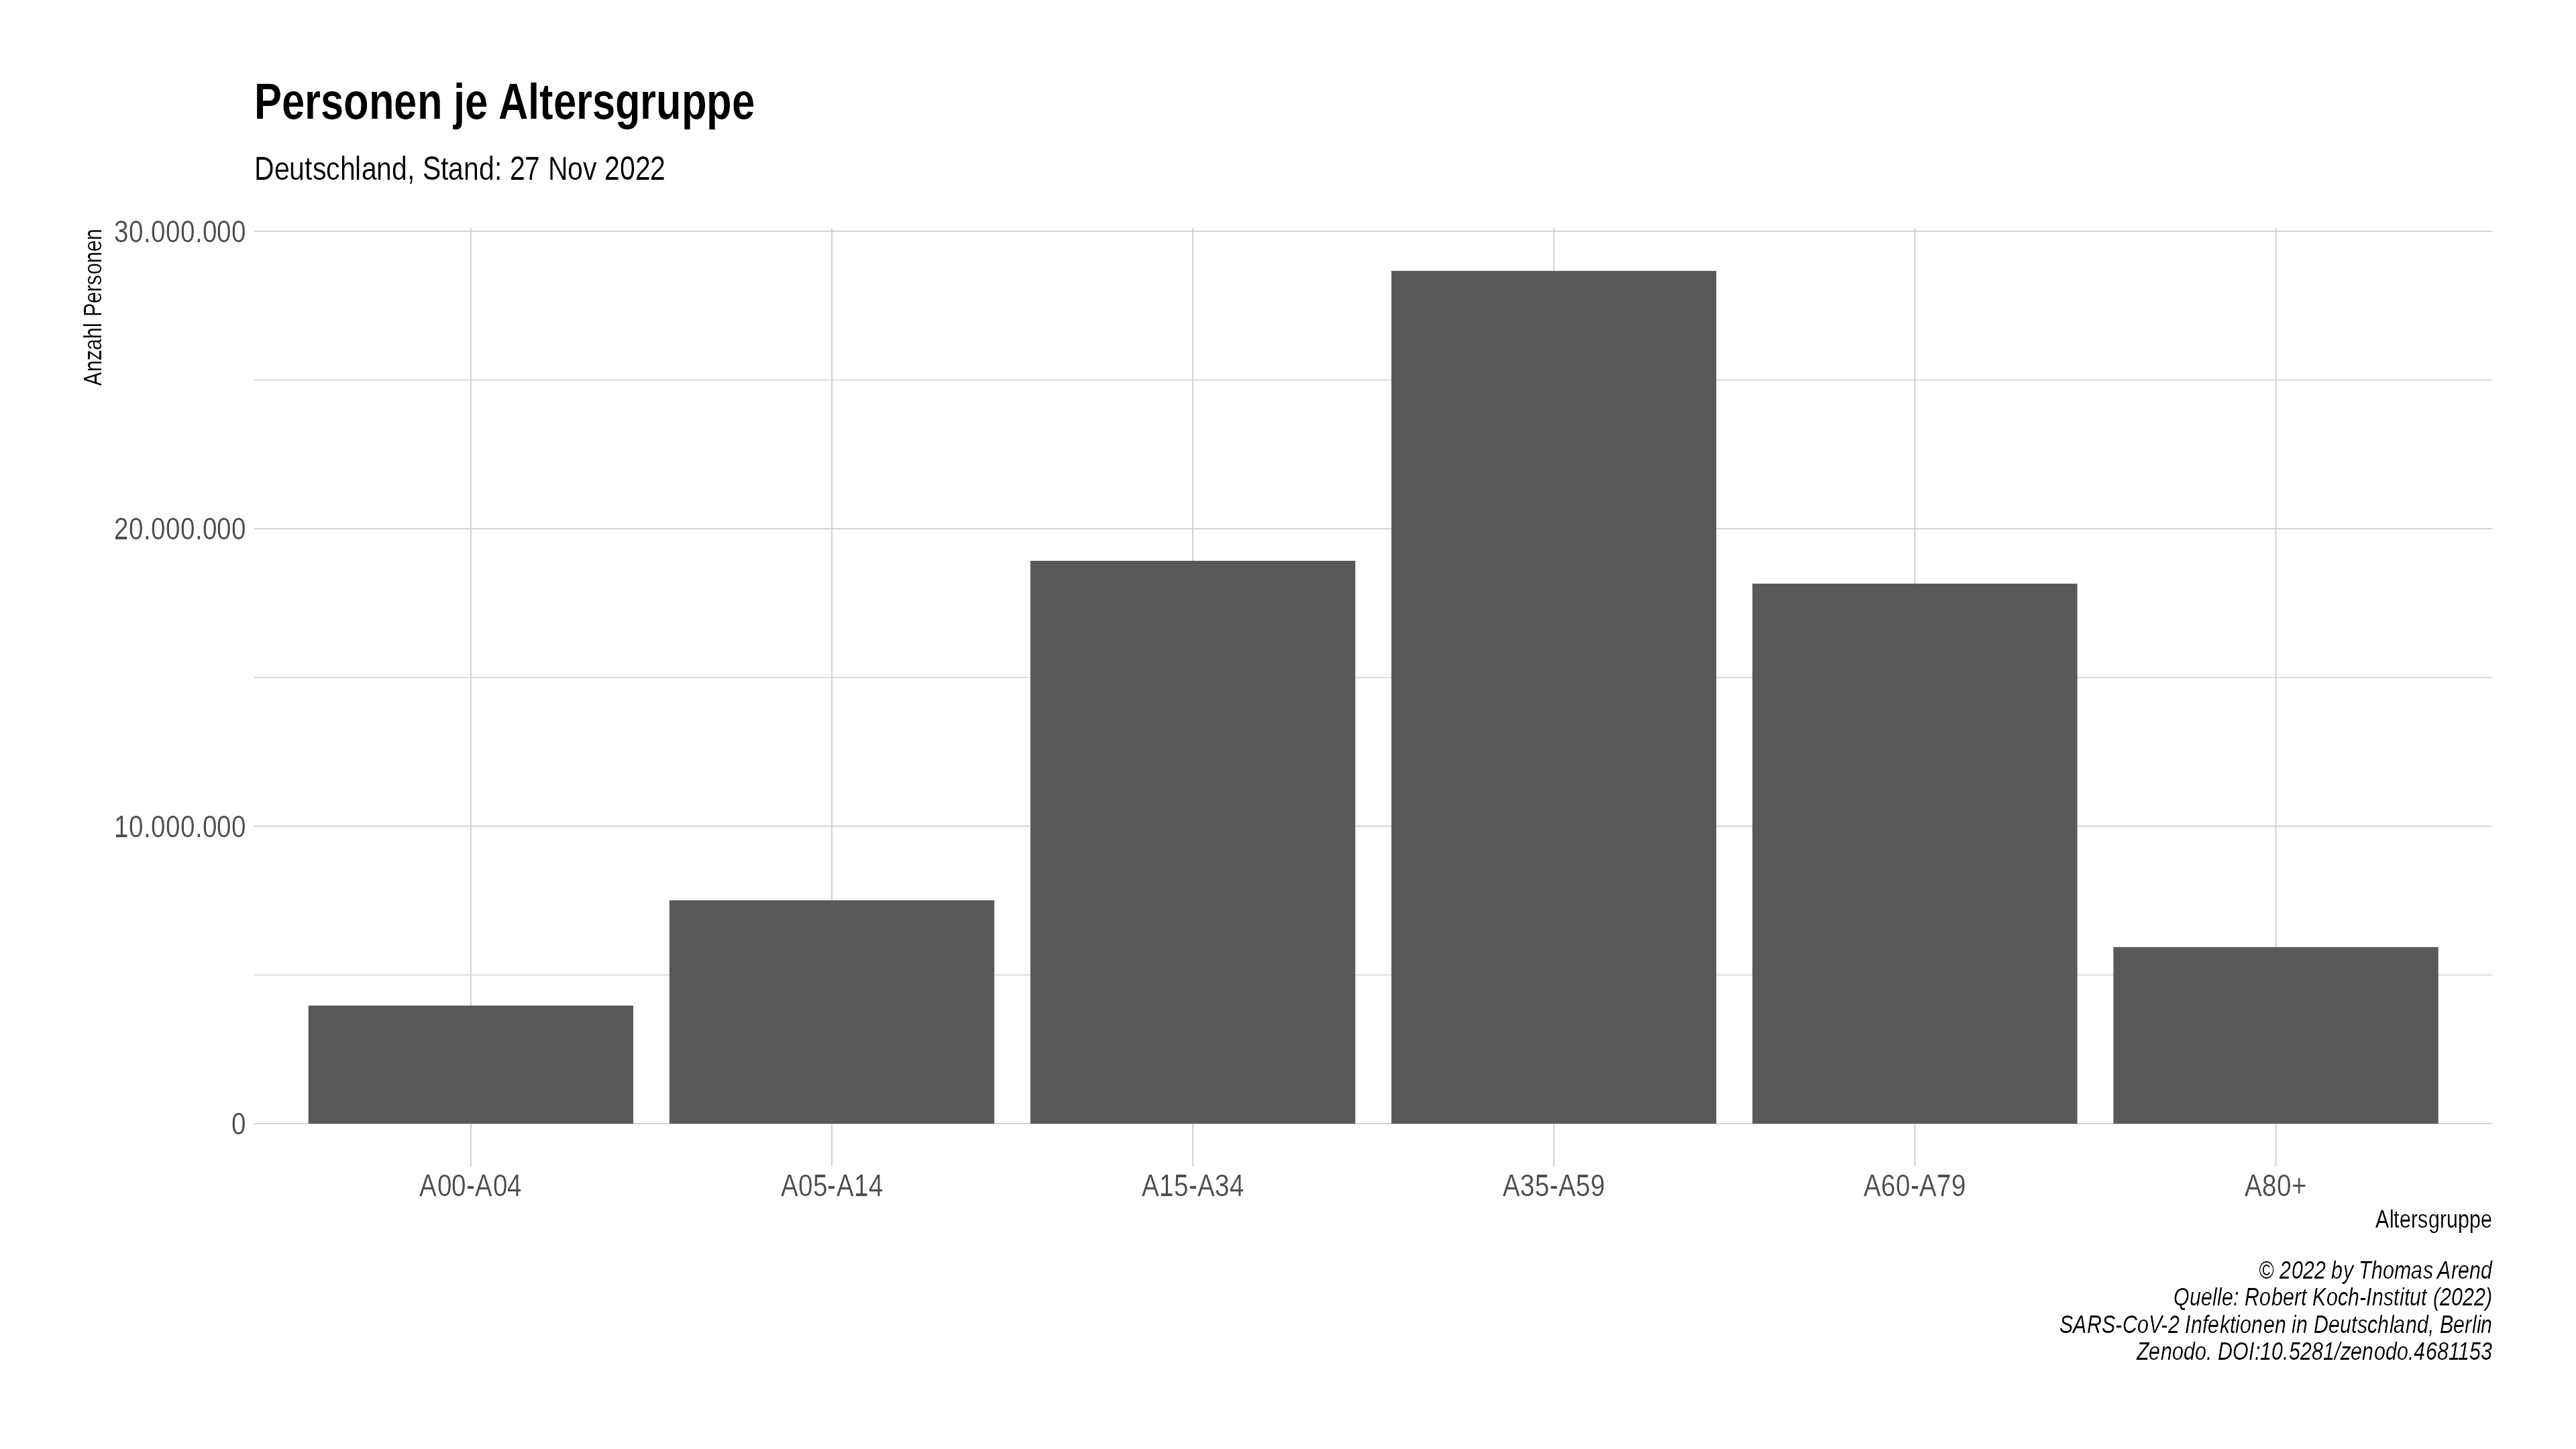 Personen je Altersgruppe
Deutschland, Stand: 27 Nov 2022
Anzahl Personen
30.000.000
20.000.000
10.000.000
0
A00-A04
A05-A14
A15-A34
A35-A59
A60-A79
A80+
Altersgruppe
© 2022 by Thomas Arend
Quelle: Robert Koch-Institut (2022)
SARS-CoV-2 Infektionen in Deutschland, Berlin
Zenodo. DOI:10.5281/zenodo.4681153